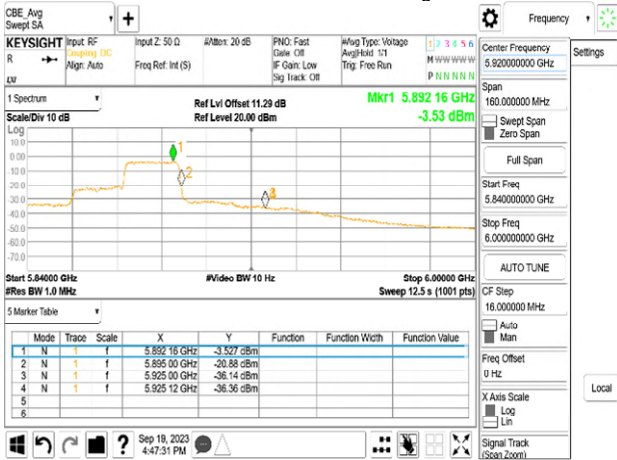 CBE_Avg
Swept SA
Frequency
KEYSIGHT
R
Input: RF
Coupling: DC
Align: Auto
Input Z: 50 Ω
Freq Ref: Int (S)
#Atten: 20 dB
PNO: Fast
Gate: Off
IF Gain: Low
Sig Track: Off
#Avg Type: Voltage
Avg|Hold: 1/1
Trig: Free Run
1 2 3 4 5 6
M W W W W W
P N N N N N
Center Frequency
5.920000000 GHz
Settings
Span
160.000000 MHz
Swept Span
Zero Span
Full Span
Start Freq
5.840000000 GHz
Stop Freq
6.000000000 GHz
AUTO TUNE
CF Step
16.000000 MHz
Auto
Man
Freq Offset
0 Hz
X Axis Scale
Log
Lin
Signal Track
(Span Zoom)
Local
1 Spectrum
Scale/Div 10 dB
Ref Lvl Offset 11.29 dB
Ref Level 20.00 dBm
Mkr1 5.892 16 GHz
-3.53 dBm
Log
10.0
0.00
-10.0
-20.0
-30.0
-40.0
-50.0
-60.0
-70.0
1
2
Start 5.84000 GHz
#Res BW 1.0 MHz
#Video BW 10 Hz
Stop 6.00000 GHz
Sweep 12.5 s (1001 pts)
5 Marker Table
Mode Trace Scale X Y Function Function Width Function Value
1 N 1 f 5.892 16 GHz -3.527 dBm
2 N 1 f 5.895 00 GHz -20.88 dBm
3 N 1 f 5.925 00 GHz -36.14 dBm
4 N 1 f 5.925 12 GHz -36.36 dBm
5
6
?
Sep 19, 2023
4:47:31 PM